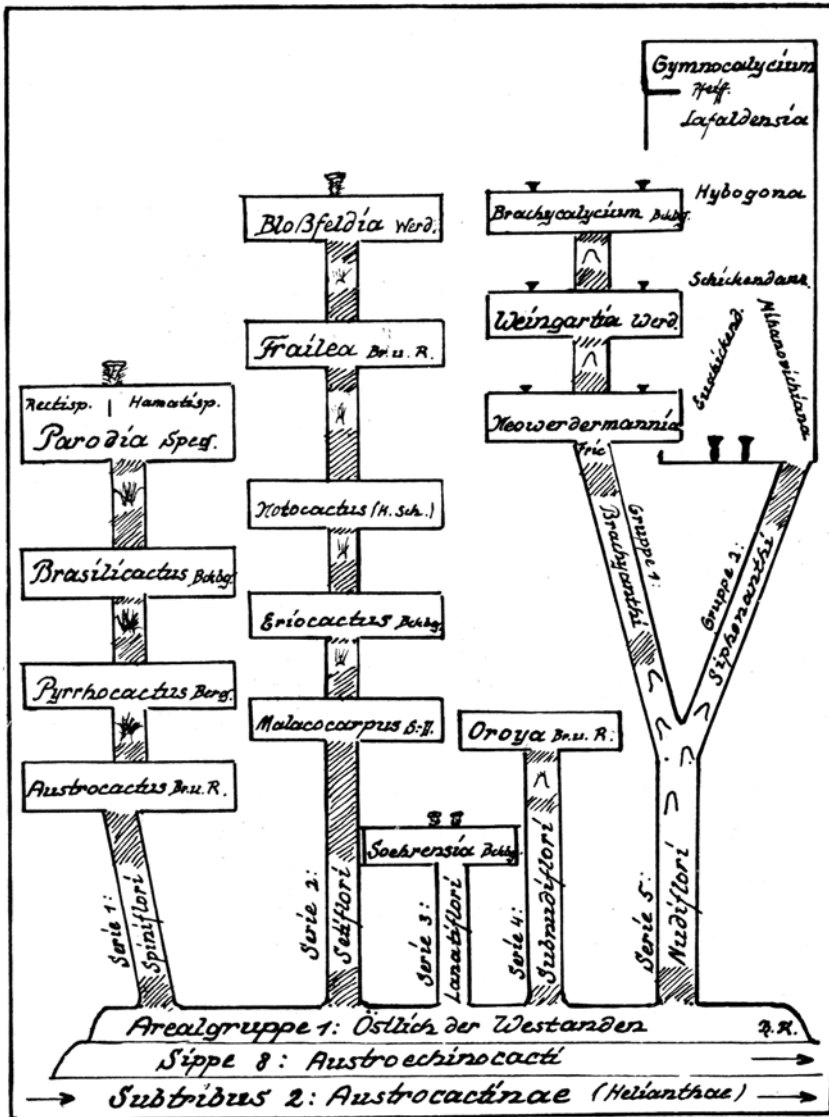 Gymnocalycium
Pfeiff.
Lafaldensia
Hybogona
Bloßfeldia Werd.
Brachycalycium Bckbg.
Schickendanz.
Weingartia Werd.
Euschickend.
Mihanovichiana
Frailea Br. u. R.
Rectisp. | Hamatisp.
Parodia Speg.
Neowerdermannia
Fric
Notocactus (K. Sch.)
Gruppe 1:
Brachyanthi
Gruppe 2:
Siphonanthi
Brasilicactus Bckbg.
Eriocactus Bckbg.
Pyrrhocactus Berg.
Malacocarpus S.-D.
Oroya Br. u. R.
Austrocactus Br. u. R.
Soehrensia Bckbg.
Serie 1:
Spiniflori
Serie 2:
Setiflori
Serie 3:
Lanatiflori
Serie 4:
Subnudiflori
Serie 5:
Nudiflori
Arealgruppe 1: Östlich der Westanden
Sippe 8: Austroechinocacti
Subtribus 2: Austrocactinae (Helianthae)